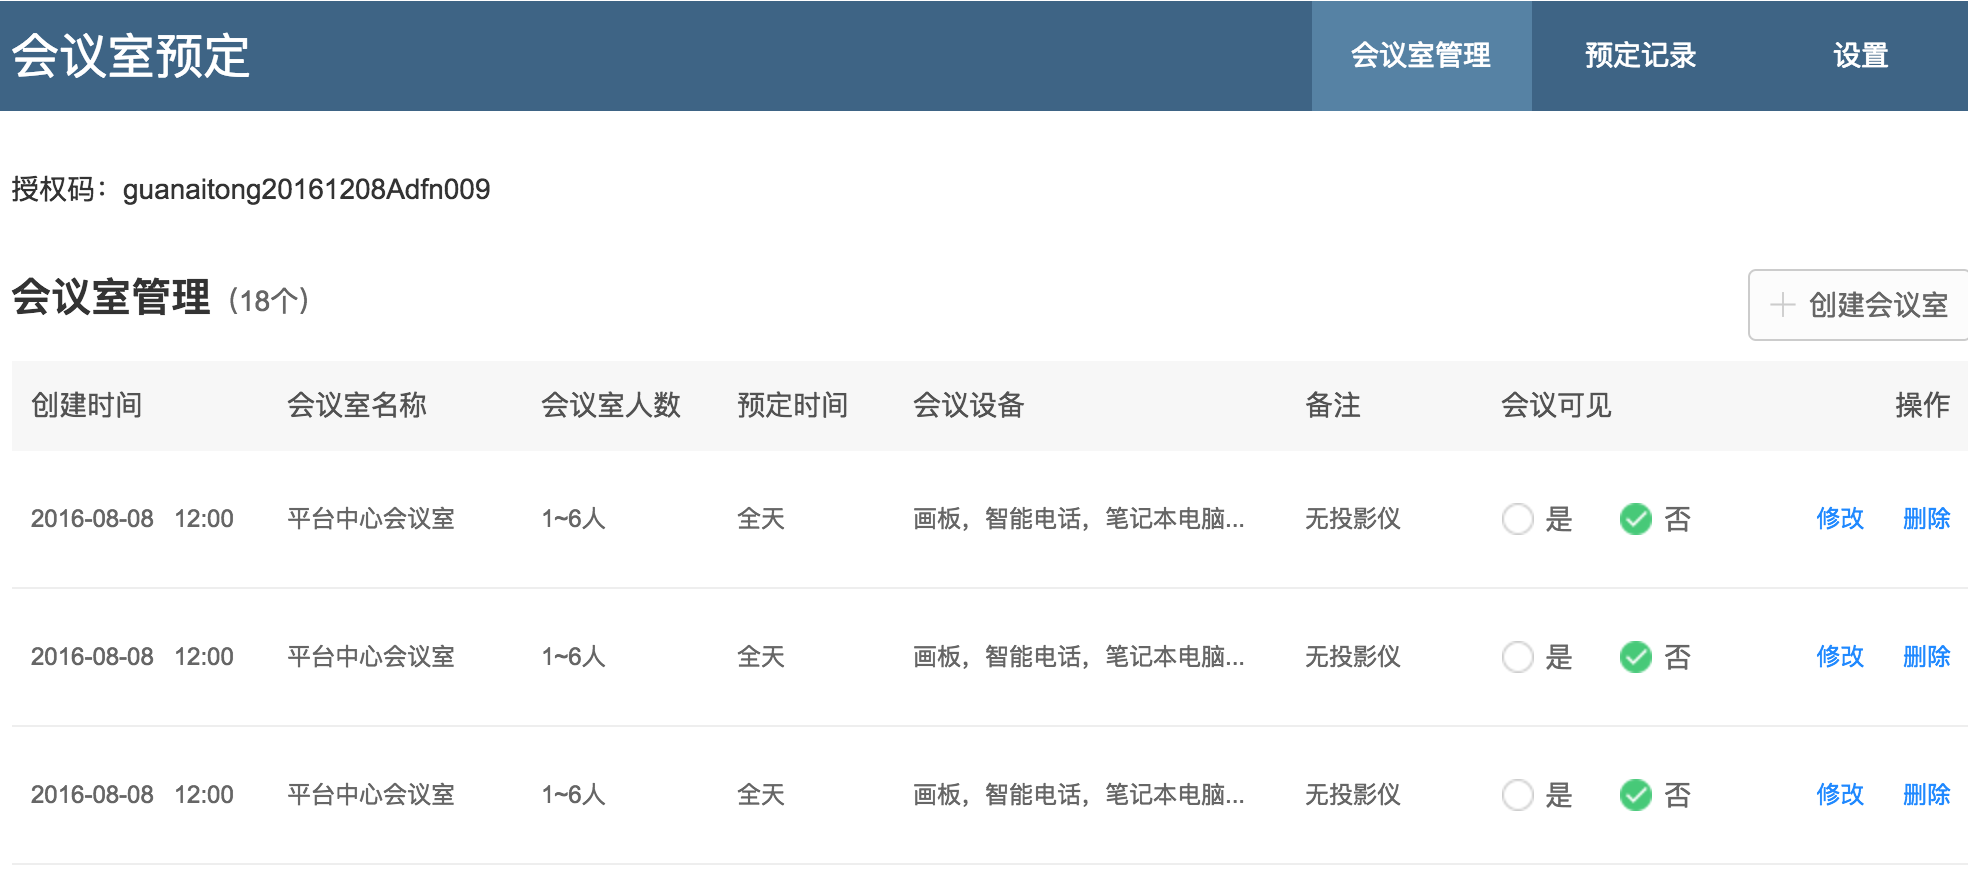 会议室预定 会议室管理 预定记录 设置
授权码：guanaitong20161208Adfn009
会议室管理（18个） 创建会议室
创建时间 会议室名称 会议室人数 预定时间 会议设备 备注 会议可见 操作
2016-08-08 12:00 平台中心会议室 1~6人 全天 画板，智能电话，笔记本电脑... 无投影仪 是 否 修改 删除
2016-08-08 12:00 平台中心会议室 1~6人 全天 画板，智能电话，笔记本电脑... 无投影仪 是 否 修改 删除
2016-08-08 12:00 平台中心会议室 1~6人 全天 画板，智能电话，笔记本电脑... 无投影仪 是 否 修改 删除